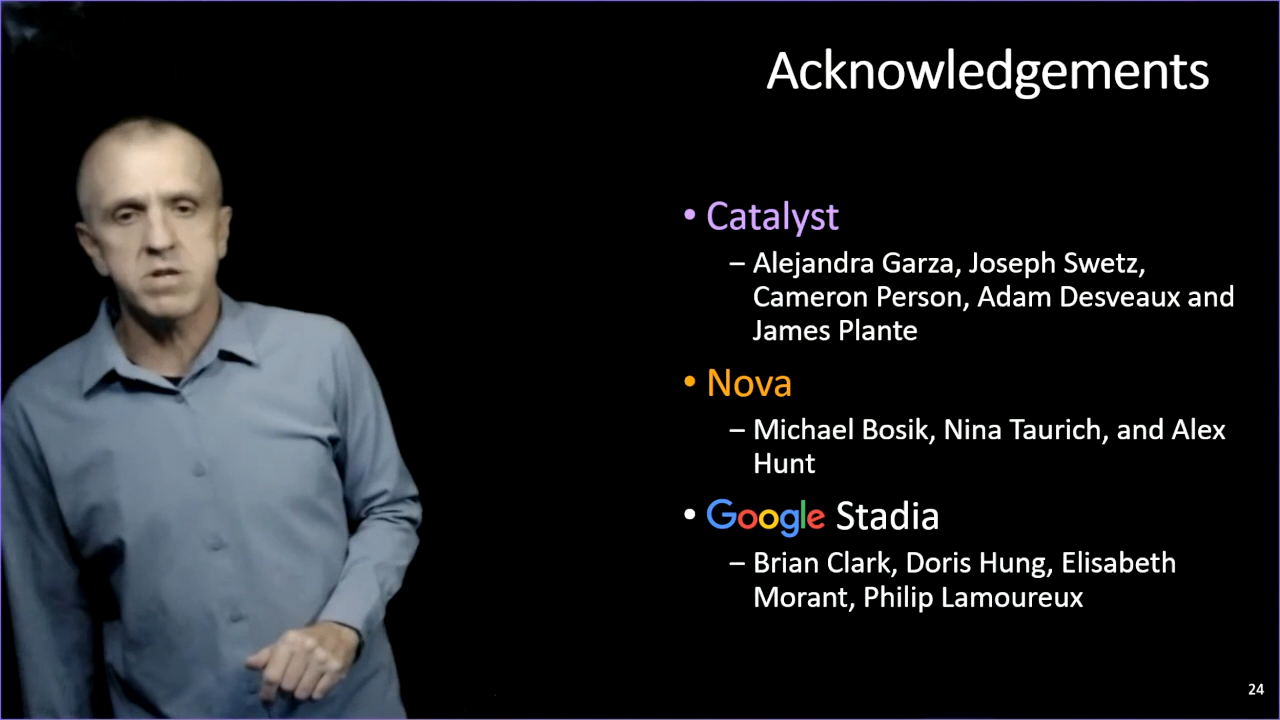 Acknowledgements
• Catalyst
– Alejandra Garza, Joseph Swetz,
Cameron Person, Adam Desveaux and
James Plante
• Nova
– Michael Bosik, Nina Taurich, and Alex
Hunt
• Google Stadia
– Brian Clark, Doris Hung, Elisabeth
Morant, Philip Lamoureux
24